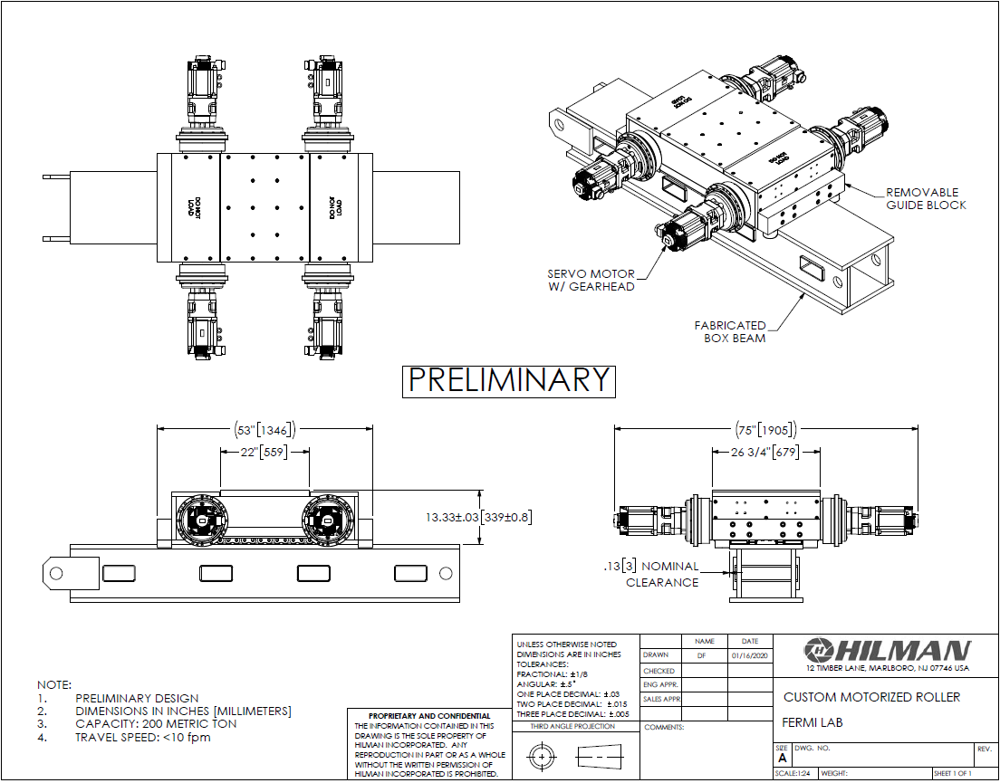 DO NOT
LOAD
DO NOT
LOAD
DO NOT
LOAD
DO NOT
LOAD
REMOVABLE
GUIDE BLOCK
SERVO MOTOR
W/ GEARHEAD
FABRICATED
BOX BEAM
PRELIMINARY
(53"[1346])
22"[559]
13.33±.03[339±0.8]
(75"[1905])
26 3/4"[679]
.13[3] NOMINAL
CLEARANCE
NOTE:
1. PRELIMINARY DESIGN
2. DIMENSIONS IN INCHES [MILLIMETERS]
3. CAPACITY: 200 METRIC TON
4. TRAVEL SPEED: <10 fpm
PROPRIETARY AND CONFIDENTIAL
THE INFORMATION CONTAINED IN THIS
DRAWING IS THE SOLE PROPERTY OF
HILMAN INCORPORATED. ANY
REPRODUCTION IN PART OR AS A WHOLE
WITHOUT THE WRITTEN PERMISSION OF
HILMAN INCORPORATED IS PROHIBITED.
UNLESS OTHERWISE NOTED
DIMENSIONS ARE IN INCHES
TOLERANCES:
FRACTIONAL: ±1/8
ANGULAR: ±.5°
ONE PLACE DECIMAL: ±.03
TWO PLACE DECIMAL: ±.015
THREE PLACE DECIMAL: ±.005
THIRD ANGLE PROJECTION
NAME DATE
DRAWN DF 01/16/2020
CHECKED
ENG APPR.
SALES APPR
COMMENTS:
HILMAN
12 TIMBER LANE, MARLBORO, NJ 07746 USA
CUSTOM MOTORIZED ROLLER
FERMI LAB
SIZE DWG. NO. REV.
A
SCALE:1:24 WEIGHT: SHEET 1 OF 1